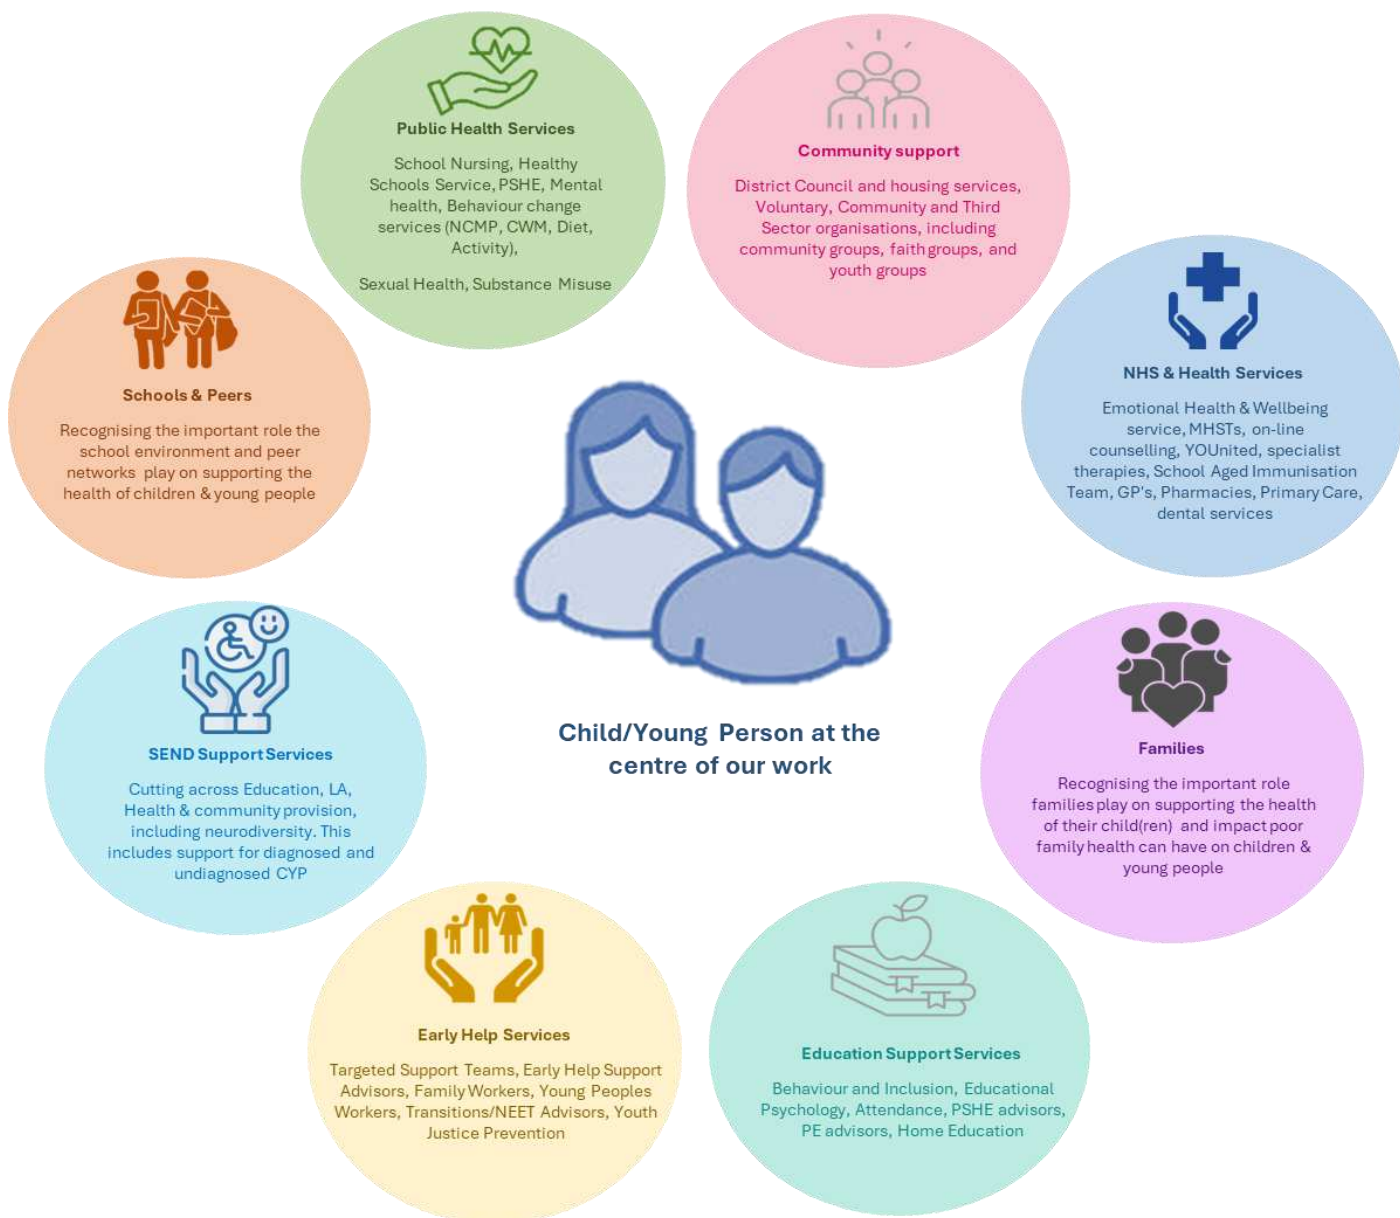 Public Health Services
School Nursing, Healthy
Schools Service, PSHE, Mental
health, Behaviour change
services (NCMP, CWM, Diet,
Activity),
Sexual Health, Substance Misuse
Community support
District Council and housing services,
Voluntary, Community and Third
Sector organisations, including
community groups, faith groups, and
youth groups
Schools & Peers
Recognising the important role the
school environment and peer
networks play on supporting the
health of children & young people
NHS & Health Services
Emotional Health & Wellbeing
service, MHSTs, on-line
counselling, YOUnited, specialist
therapies, School Aged Immunisation
Team, GP's, Pharmacies, Primary Care,
dental services
Child/Young Person at the
centre of our work
SEND Support Services
Cutting across Education, LA,
Health & community provision,
including neurodiversity. This
includes support for diagnosed and
undiagnosed CYP
Families
Recognising the important role
families play on supporting the health
of their child(ren) and impact poor
family health can have on children &
young people
Early Help Services
Targeted Support Teams, Early Help Support
Advisors, Family Workers, Young Peoples
Workers, Transitions/NEET Advisors, Youth
Justice Prevention
Education Support Services
Behaviour and Inclusion, Educational
Psychology, Attendance, PSHE advisors,
PE advisors, Home Education